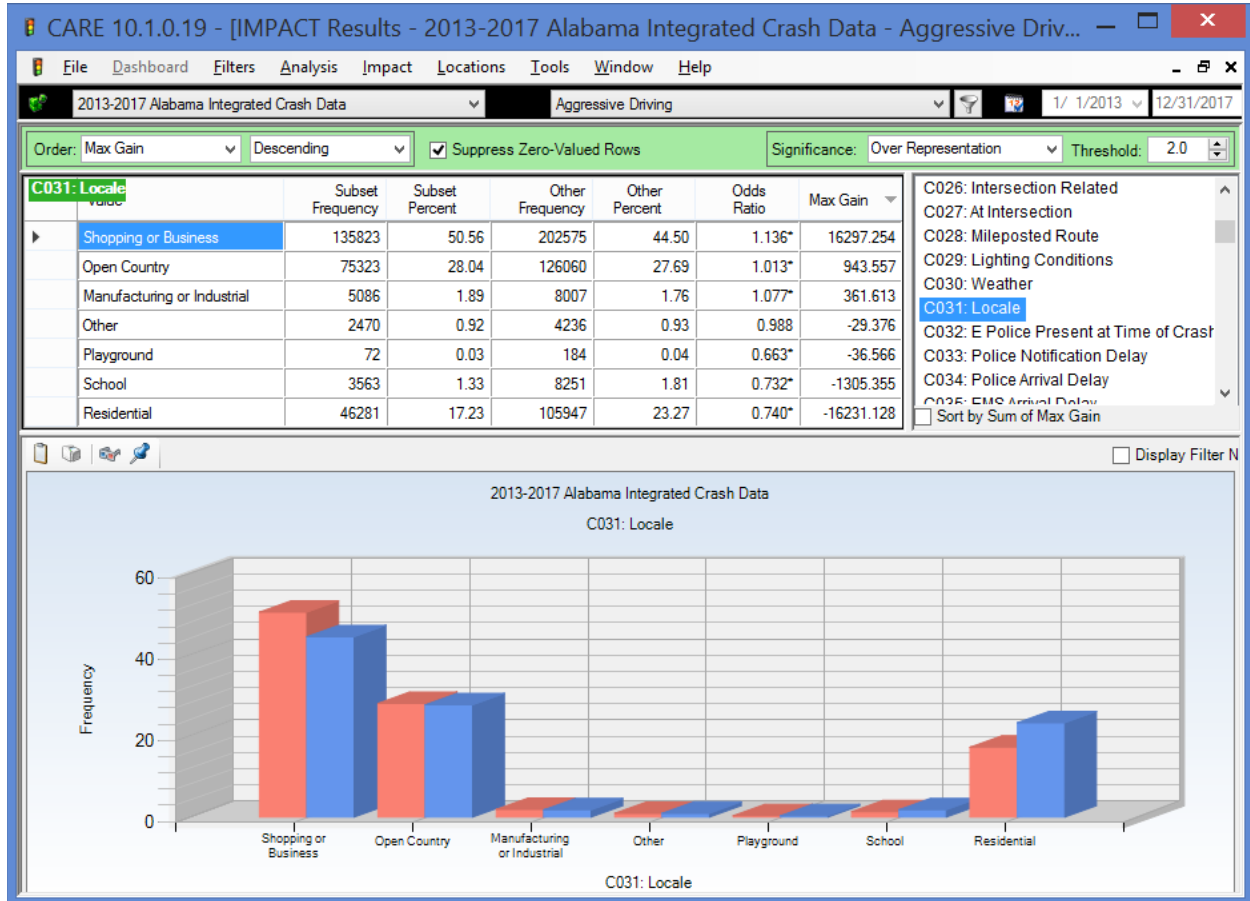 CARE 10.1.0.19 - [IMPACT Results - 2013-2017 Alabama Integrated Crash Data - Aggressive Driv...
File Dashboard Filters Analysis Impact Locations Tools Window Help
2013-2017 Alabama Integrated Crash Data Aggressive Driving 1/ 1/2013 12/31/2017
Order: Max Gain Descending Suppress Zero-Valued Rows Significance: Over Representation Threshold: 2.0
C031: Locale
Value Subset Frequency Subset Percent Other Frequency Other Percent Odds Ratio Max Gain
Shopping or Business 135823 50.56 202575 44.50 1.136* 16297.254
Open Country 75323 28.04 126060 27.69 1.013* 943.557
Manufacturing or Industrial 5086 1.89 8007 1.76 1.077* 361.613
Other 2470 0.92 4236 0.93 0.988 -29.376
Playground 72 0.03 184 0.04 0.663* -36.566
School 3563 1.33 8251 1.81 0.732* -1305.355
Residential 46281 17.23 105947 23.27 0.740* -16231.128
C026: Intersection Related
C027: At Intersection
C028: Mileposted Route
C029: Lighting Conditions
C030: Weather
C031: Locale
C032: E Police Present at Time of Crash
C033: Police Notification Delay
C034: Police Arrival Delay
C035: EMS Arrival Delay
Sort by Sum of Max Gain
Display Filter N
2013-2017 Alabama Integrated Crash Data
C031: Locale
Frequency
60
40
20
0
Shopping or Business
Open Country
Manufacturing or Industrial
Other
Playground
School
Residential
C031: Locale